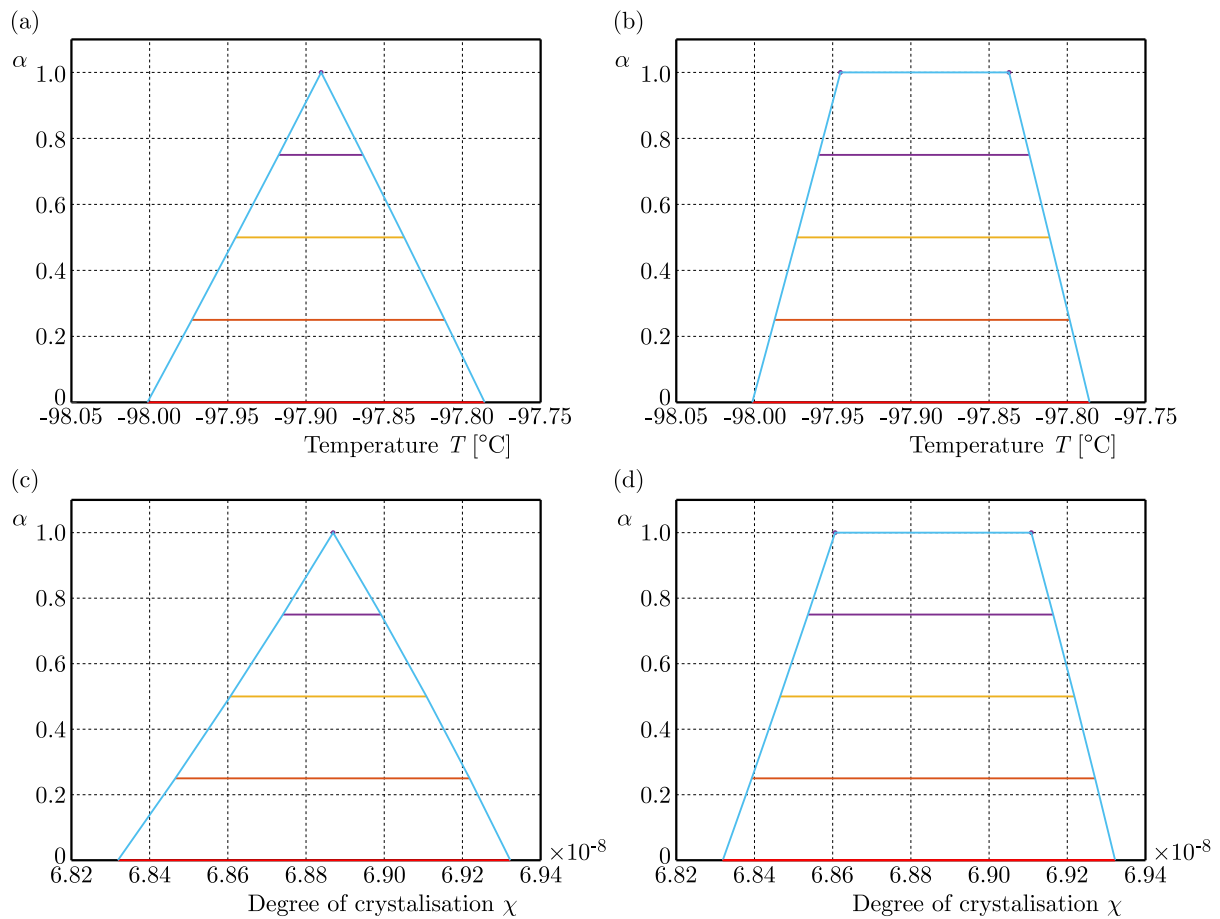 (a)
α
1.0
0.8
0.6
0.4
0.2
0
-98.05 -98.00 -97.95 -97.90 -97.85 -97.80 -97.75
Temperature T [°C]
(b)
α
1.0
0.8
0.6
0.4
0.2
0
-98.05 -98.00 -97.95 -97.90 -97.85 -97.80 -97.75
Temperature T [°C]
(c)
α
1.0
0.8
0.6
0.4
0.2
0
×10⁻⁸
6.82 6.84 6.86 6.88 6.90 6.92 6.94
Degree of crystalisation χ
(d)
α
1.0
0.8
0.6
0.4
0.2
0
×10⁻⁸
6.82 6.84 6.86 6.88 6.90 6.92 6.94
Degree of crystalisation χ